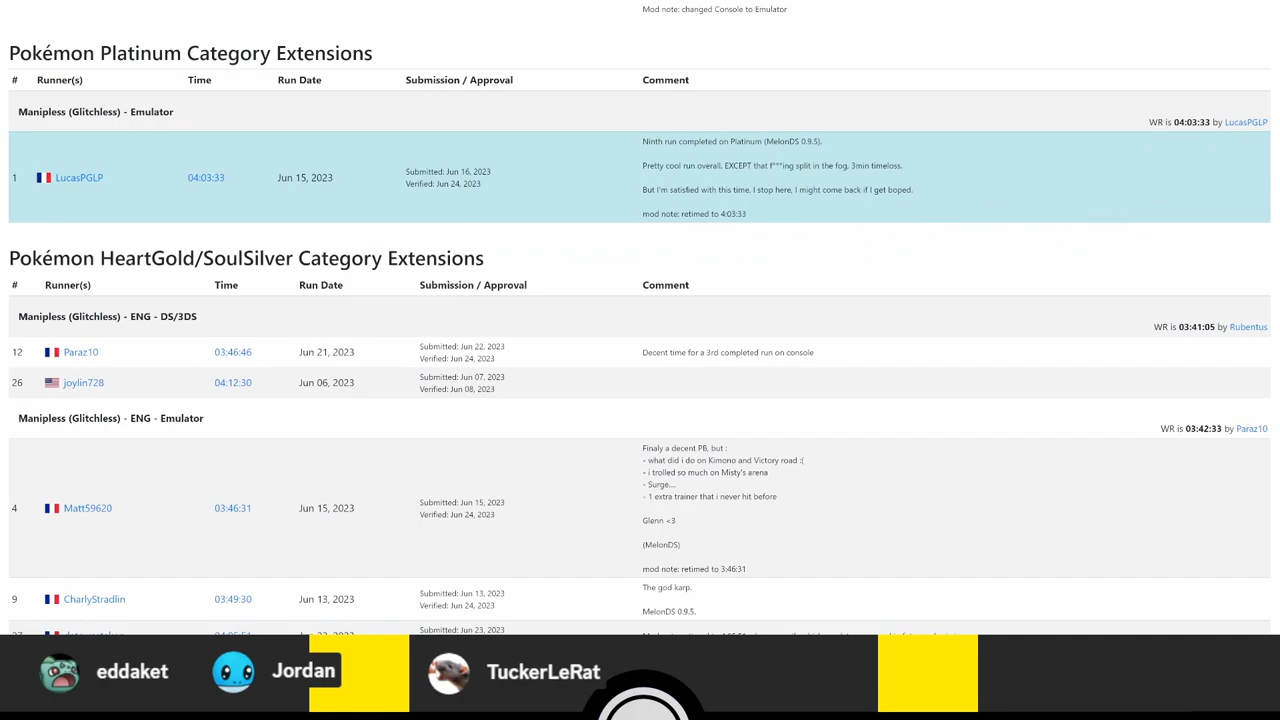 Mod note: changed Console to Emulator
Pokémon Platinum Category Extensions
# Runner(s) Time Run Date Submission / Approval Comment
Manipless (Glitchless) - Emulator
WR is 04:03:33 by LucasPGLP
Ninth run completed on Platinum (MelonDS 0.9.5).
Pretty cool run overall, EXCEPT that f***ing split in the fog, 3min timeloss.
1 LucasPGLP 04:03:33 Jun 15, 2023 Submitted: Jun 16, 2023
Verified: Jun 24, 2023
But I'm satisfied with this time, I stop here, I might come back if I get boped.
mod note: retimed to 4:03:33
Pokémon HeartGold/SoulSilver Category Extensions
# Runner(s) Time Run Date Submission / Approval Comment
Manipless (Glitchless) - ENG - DS/3DS
WR is 03:41:05 by Rubentus
12 Paraz10 03:46:46 Jun 21, 2023 Submitted: Jun 22, 2023
Verified: Jun 24, 2023
Decent time for a 3rd completed run on console
26 joylin728 04:12:30 Jun 06, 2023 Submitted: Jun 07, 2023
Verified: Jun 08, 2023
Manipless (Glitchless) - ENG - Emulator
WR is 03:42:33 by Paraz10
Finaly a decent PB, but :
- what did i do on Kimono and Victory road :(
- i trolled so much on Misty's arena
- Surge....
- 1 extra trainer that i never hit before
4 Matt59620 03:46:31 Jun 15, 2023 Submitted: Jun 15, 2023
Verified: Jun 24, 2023
Glenn <3
(MelonDS)
mod note: retimed to 3:46:31
The god karp.
9 CharlyStradlin 03:49:30 Jun 13, 2023 Submitted: Jun 13, 2023
Verified: Jun 24, 2023
MelonDS 0.9.5.
Submitted: Jun 23, 2023
eddaket Jordan TuckerLeRat